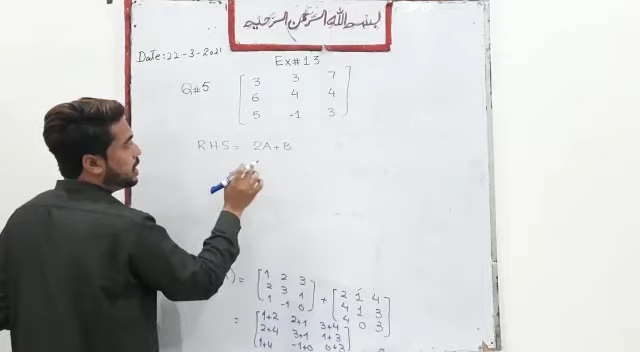 بسم الله الرحمن الرحيم
Date: 22-3-2021
Ex#13
Q#5 [3 3 7
6 4 4
5 -1 3]
RHS = 2A+B
) = [1 2 3
2 3 1
1 -1 0] + [2 1 4
4 1 3
4 0 3]
= [1+2 2+1 3+4
2+4 3+1 1+3
1+4 -1+0 0+3]